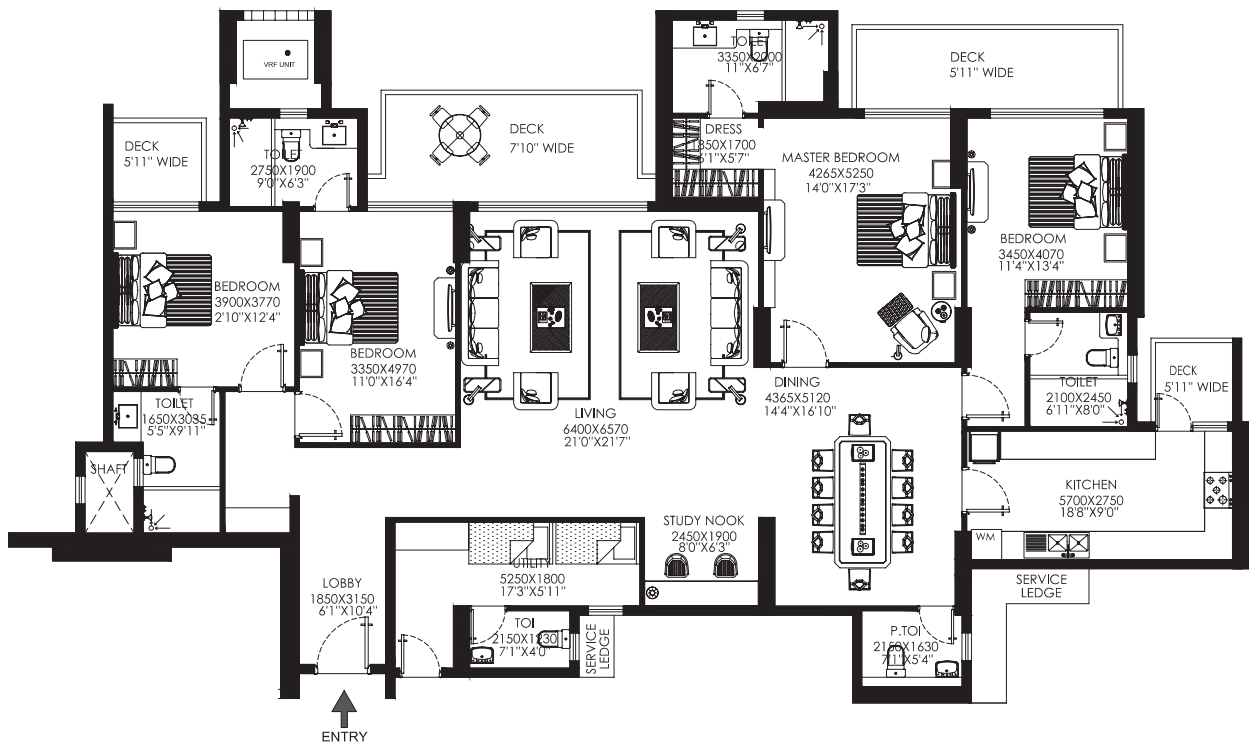 VRF UNIT
TOILET
3350X2000
11"X6'7"
DECK
5'11" WIDE
DECK
5'11" WIDE
TOILET
2750X1900
9'0"X6'3"
DECK
7'10" WIDE
DRESS
1850X1700
6'1"X5'7"
MASTER BEDROOM
4265X5250
14'0"X17'3"
BEDROOM
3450X4070
11'4"X13'4"
BEDROOM
3900X3770
2'10"X12'4"
BEDROOM
3350X4970
11'0"X16'4"
TOILET
1650X3035
5'5"X9'11"
LIVING
6400X6570
21'0"X21'7"
DINING
4365X5120
14'4"X16'10"
TOILET
2100X2450
6'11"X8'0"
DECK
5'11" WIDE
SHAFT
X
KITCHEN
5700X2750
18'8"X9'0"
WM
STUDY NOOK
2450X1900
8'0"X6'3"
UTILITY
5250X1800
17'3"X5'11"
LOBBY
1850X3150
6'1"X10'4"
SERVICE
LEDGE
TOI
2150X1230
7'1"X4'0"
SERVICE
LEDGE
P.TOI
2150X1630
7'1"X5'4"
ENTRY